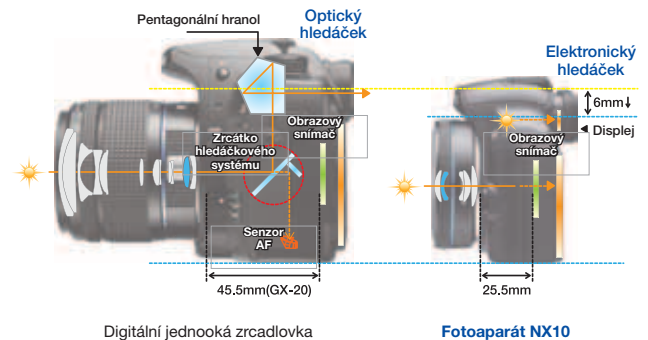 Pentagonální hranol
Optický
hledáček
Elektronický
hledáček
6mm↓
Displej
Obrazový
snímač
Zrcátko
hledáčkového
systému
Obrazový
snímač
Senzor
AF
45.5mm(GX-20)
25.5mm
Digitální jednooká zrcadlovka
Fotoaparát NX10